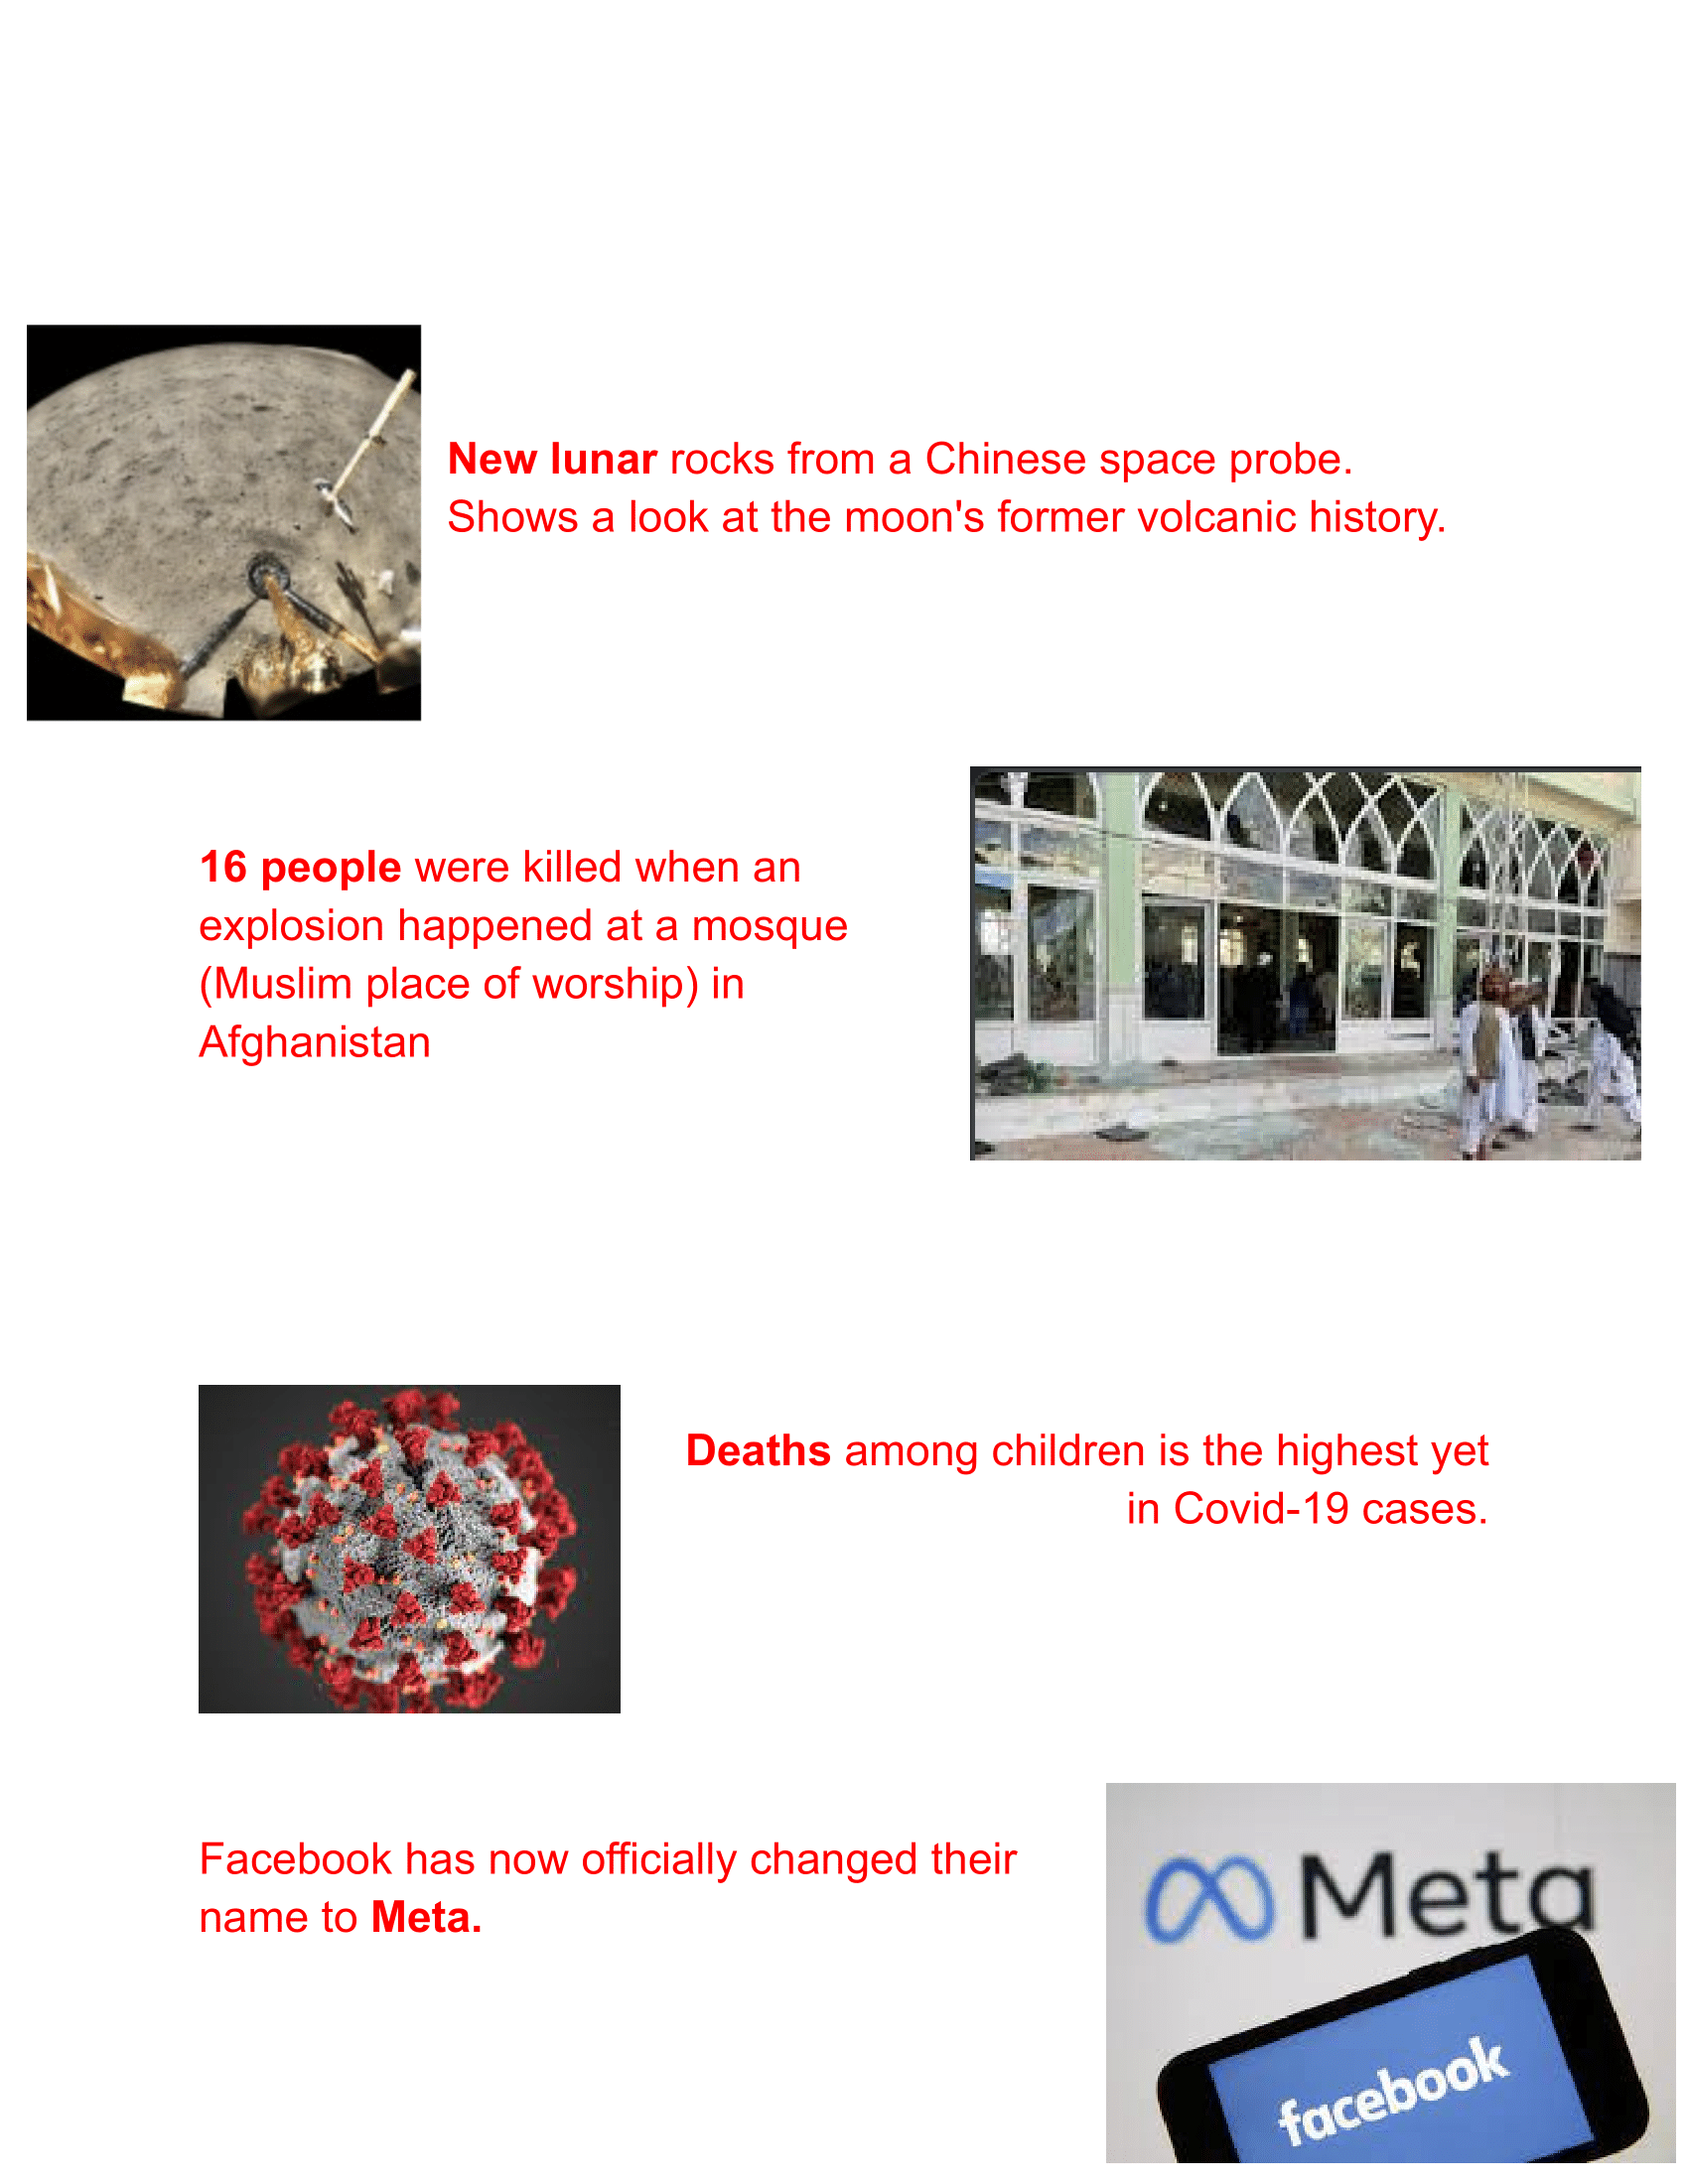 New lunar rocks from a Chinese space probe.
Shows a look at the moon's former volcanic history.
16 people were killed when an
explosion happened at a mosque
(Muslim place of worship) in
Afghanistan
Deaths among children is the highest yet
in Covid-19 cases.
Facebook has now officially changed their
name to Meta.
Meta
facebook